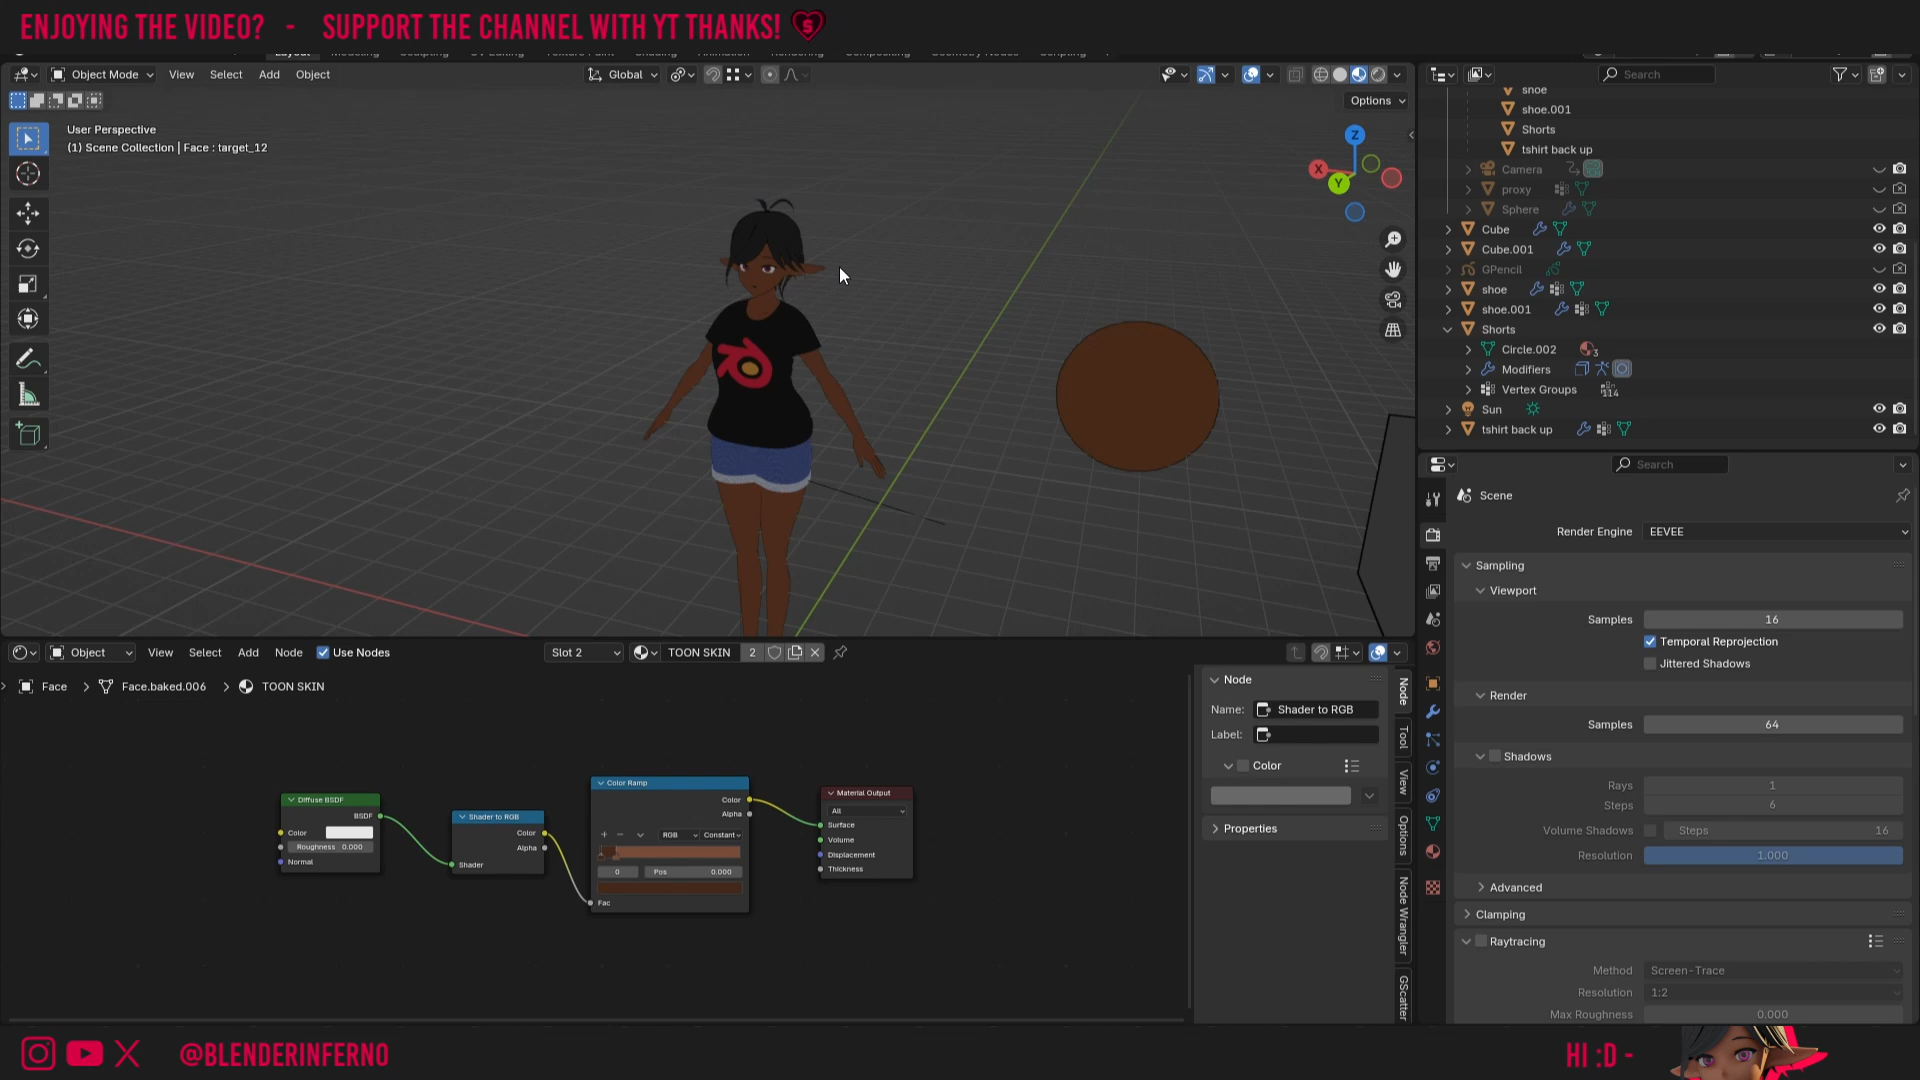 ENJOYING THE VIDEO? - SUPPORT THE CHANNEL WITH YT THANKS!
Object Mode View Select Add Object Global
Search
Options
User Perspective
(1) Scene Collection | Face : target_12
Z
X
Y
shoe
shoe.001
Shorts
tshirt back up
Camera
proxy
Sphere
Cube
Cube.001
GPencil
shoe
shoe.001
Shorts
Circle.002 3
Modifiers
Vertex Groups 114
Sun
tshirt back up
Search
Scene
Render Engine EEVEE
Sampling
Viewport
Samples 16
Temporal Reprojection
Jittered Shadows
Render
Samples 64
Shadows
Rays 1
Steps 6
Volume Shadows Steps 16
Resolution 1.000
Advanced
Clamping
Raytracing
Method Screen-Trace
Resolution 1:2
Max Roughness 0.000
Object View Select Add Node Use Nodes Slot 2 TOON SKIN 2
Face > Face.baked.006 > TOON SKIN
Diffuse BSDF
BSDF
Color
Roughness 0.000
Normal
Shader to RGB
Color
Alpha
Shader
Color Ramp
Color
Alpha
RGB Constant
0 Pos 0.000
Fac
Material Output
All
Surface
Volume
Displacement
Thickness
Node
Name: Shader to RGB
Label:
Color
Properties
Node
Tool
View
Options
Node Wrangler
GScatter
@BLENDERINFERNO
HI :D -